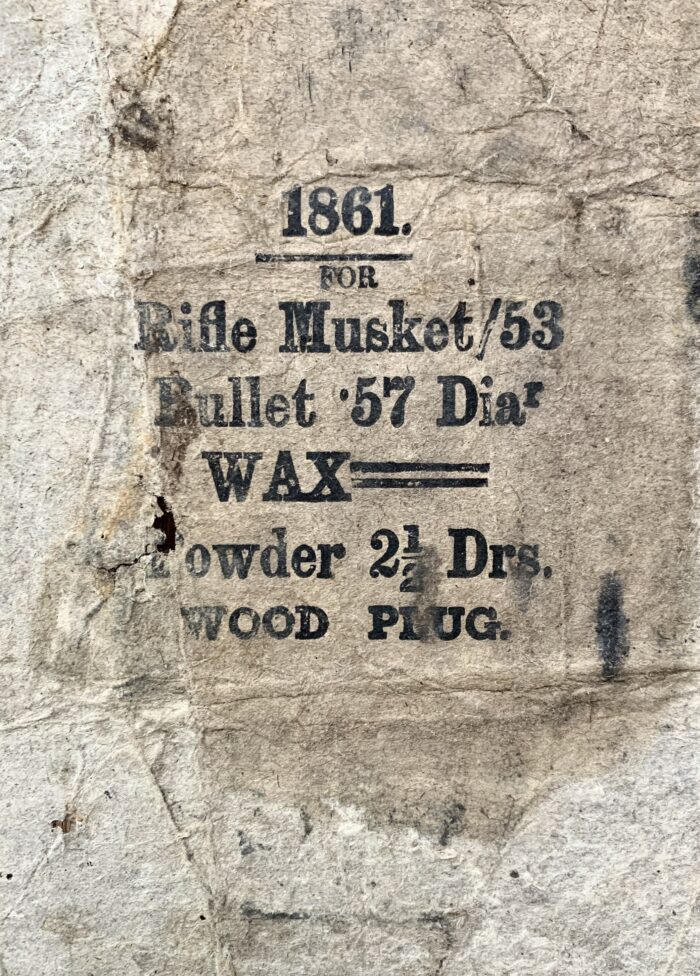 1861.
FOR
Rifle Musket/53
Bullet ·57 Diaʳ
WAX
Powder 2½ Drs.
WOOD PLUG.